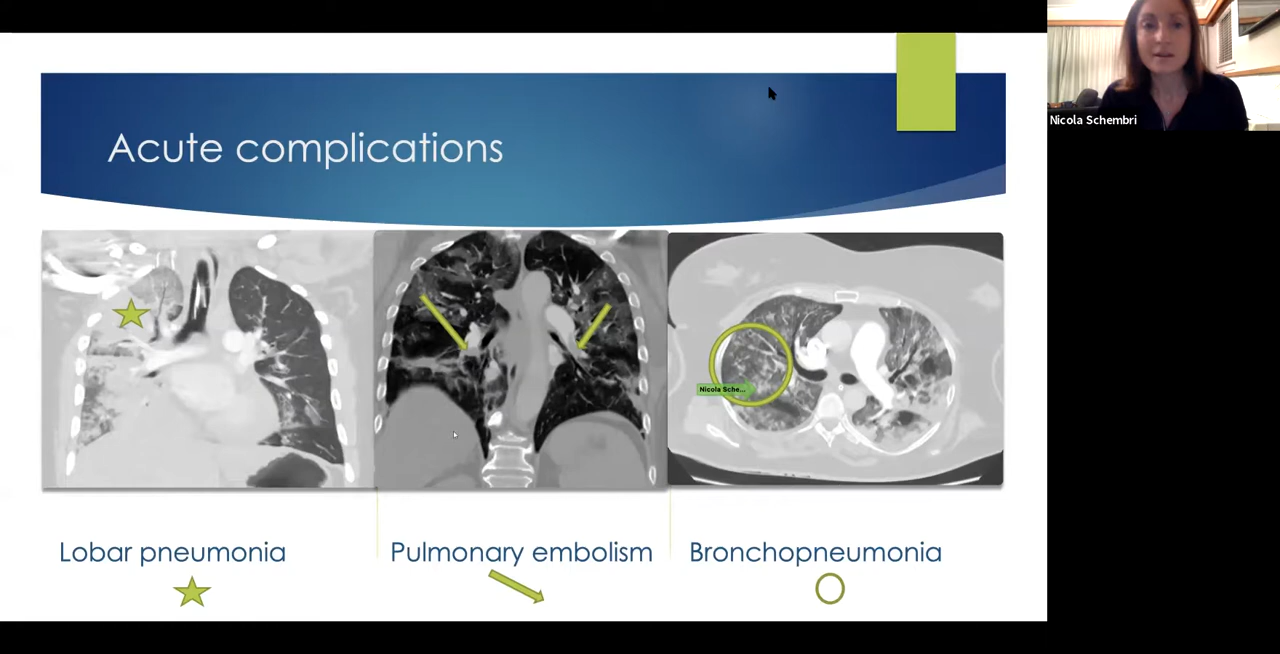 Nicola Schembri
Acute complications
Nicola Sche...
Lobar pneumonia
Pulmonary embolism
Bronchopneumonia